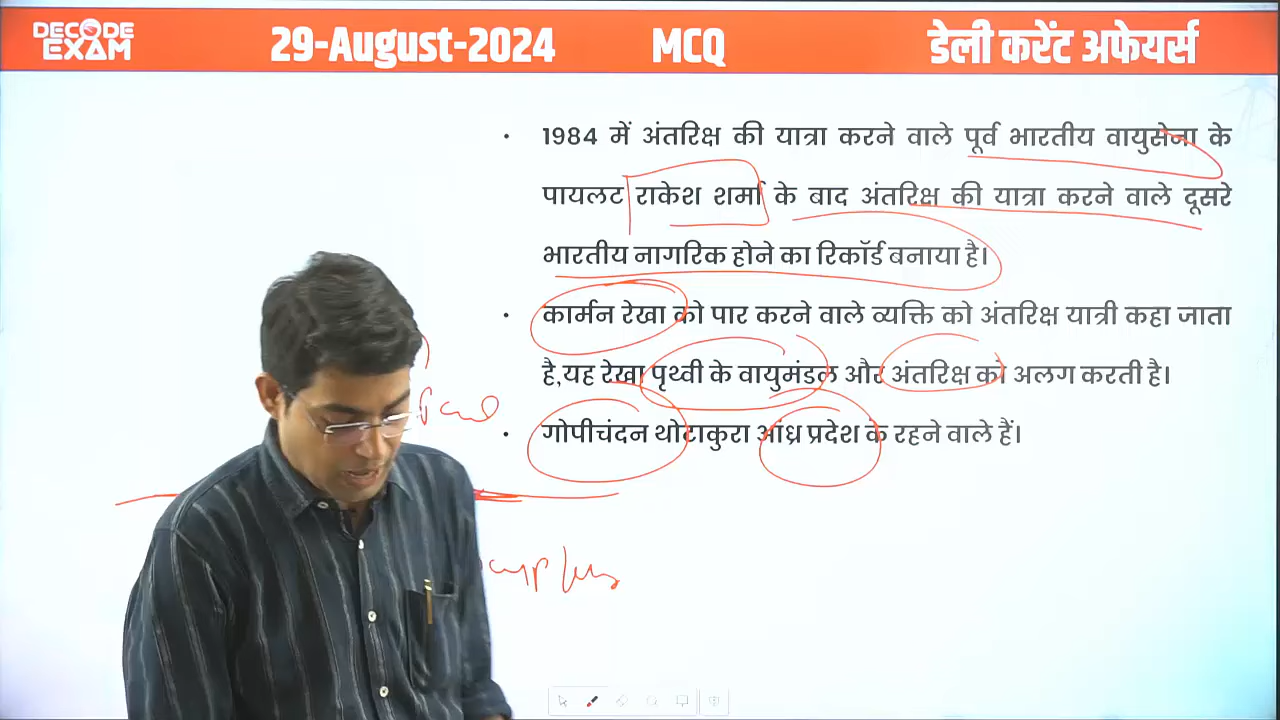 DECODE
EXAM
29-August-2024
MCQ
डेली करेंट अफेयर्स
• 1984 में अंतरिक्ष की यात्रा करने वाले पूर्व भारतीय वायुसेना के
पायलट राकेश शर्मा के बाद अंतरिक्ष की यात्रा करने वाले दूसरे
भारतीय नागरिक होने का रिकॉर्ड बनाया है।
• कार्मन रेखा को पार करने वाले व्यक्ति को अंतरिक्ष यात्री कहा जाता
है,यह रेखा पृथ्वी के वायुमंडल और अंतरिक्ष को अलग करती है।
• गोपीचंदन थोटाकुरा आंध्र प्रदेश के रहने वाले हैं।